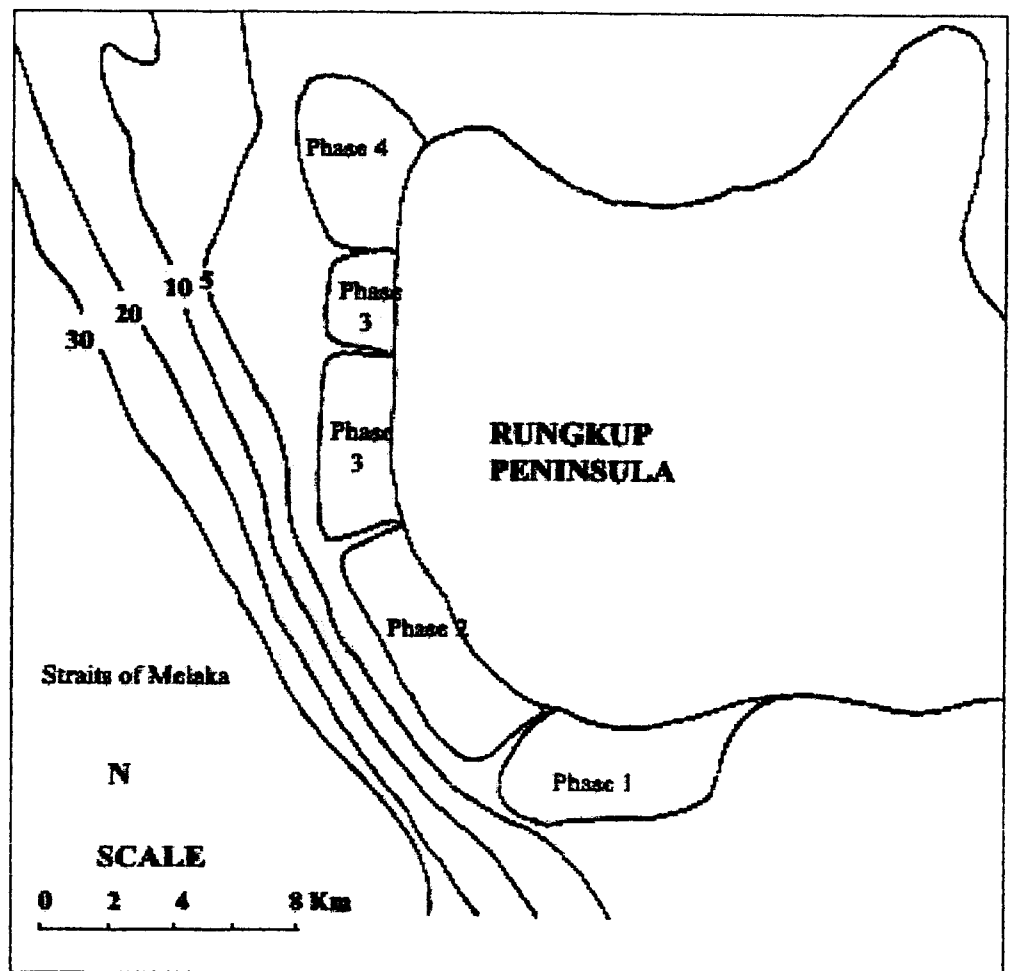 Phase 4
10 5
20
30
Phase
3
Phase
3
RUNGKUP
PENINSULA
Phase 2
Straits of Melaka
N
Phase 1
SCALE
0 2 4 8 Km